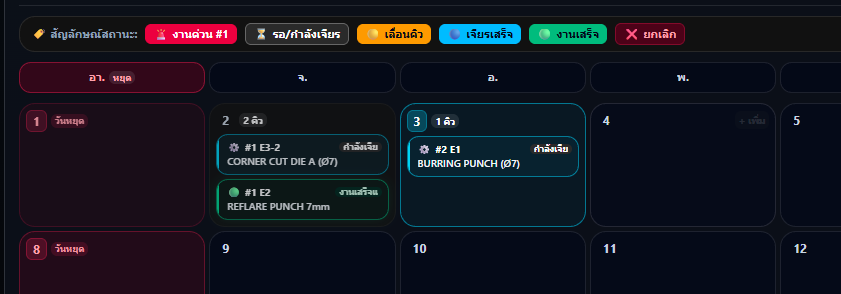 สัญลักษณ์สถานะ:
งานด่วน #1
รอ/กำลังเจียร
เลื่อนคิว
เจียรเสร็จ
งานเสร็จ
ยกเลิก
อา. หยุด
จ.
อ.
พ.
1 วันหยุด
2 2 คิว
#1 E3-2 กำลังเจีย
CORNER CUT DIE A (Ø7)
#1 E2 งานเสร็จแ
REFLARE PUNCH 7mm
3 1 คิว
#2 E1 กำลังเจีย
BURRING PUNCH (Ø7)
4 + เพิ่ม
5
8 วันหยุด
9
10
11
12